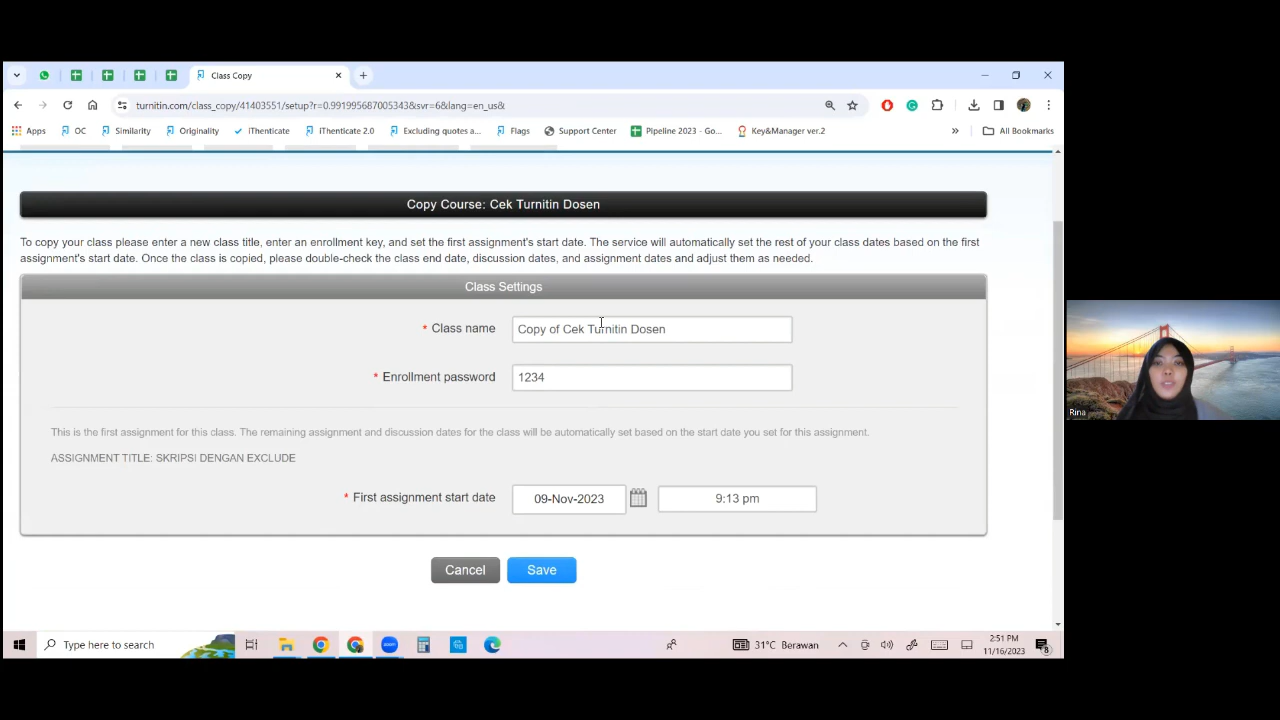 Class Copy
turnitin.com/class_copy/41403551/setup?r=0.991995687005343&svr=6&lang=en_us&
Apps OC Similarity Originality iThenticate iThenticate 2.0 Excluding quotes a... Flags Support Center Pipeline 2023 - Go... Key&Manager ver.2 » All Bookmarks
Copy Course: Cek Turnitin Dosen
To copy your class please enter a new class title, enter an enrollment key, and set the first assignment's start date. The service will automatically set the rest of your class dates based on the first
assignment's start date. Once the class is copied, please double-check the class end date, discussion dates, and assignment dates and adjust them as needed.
Class Settings
* Class name Copy of Cek Turnitin Dosen
* Enrollment password 1234
This is the first assignment for this class. The remaining assignment and discussion dates for the class will be automatically set based on the start date you set for this assignment.
ASSIGNMENT TITLE: SKRIPSI DENGAN EXCLUDE
* First assignment start date 09-Nov-2023 9:13 pm
Cancel Save
Rina
Type here to search
31°C Berawan
2:51 PM
11/16/2023
8